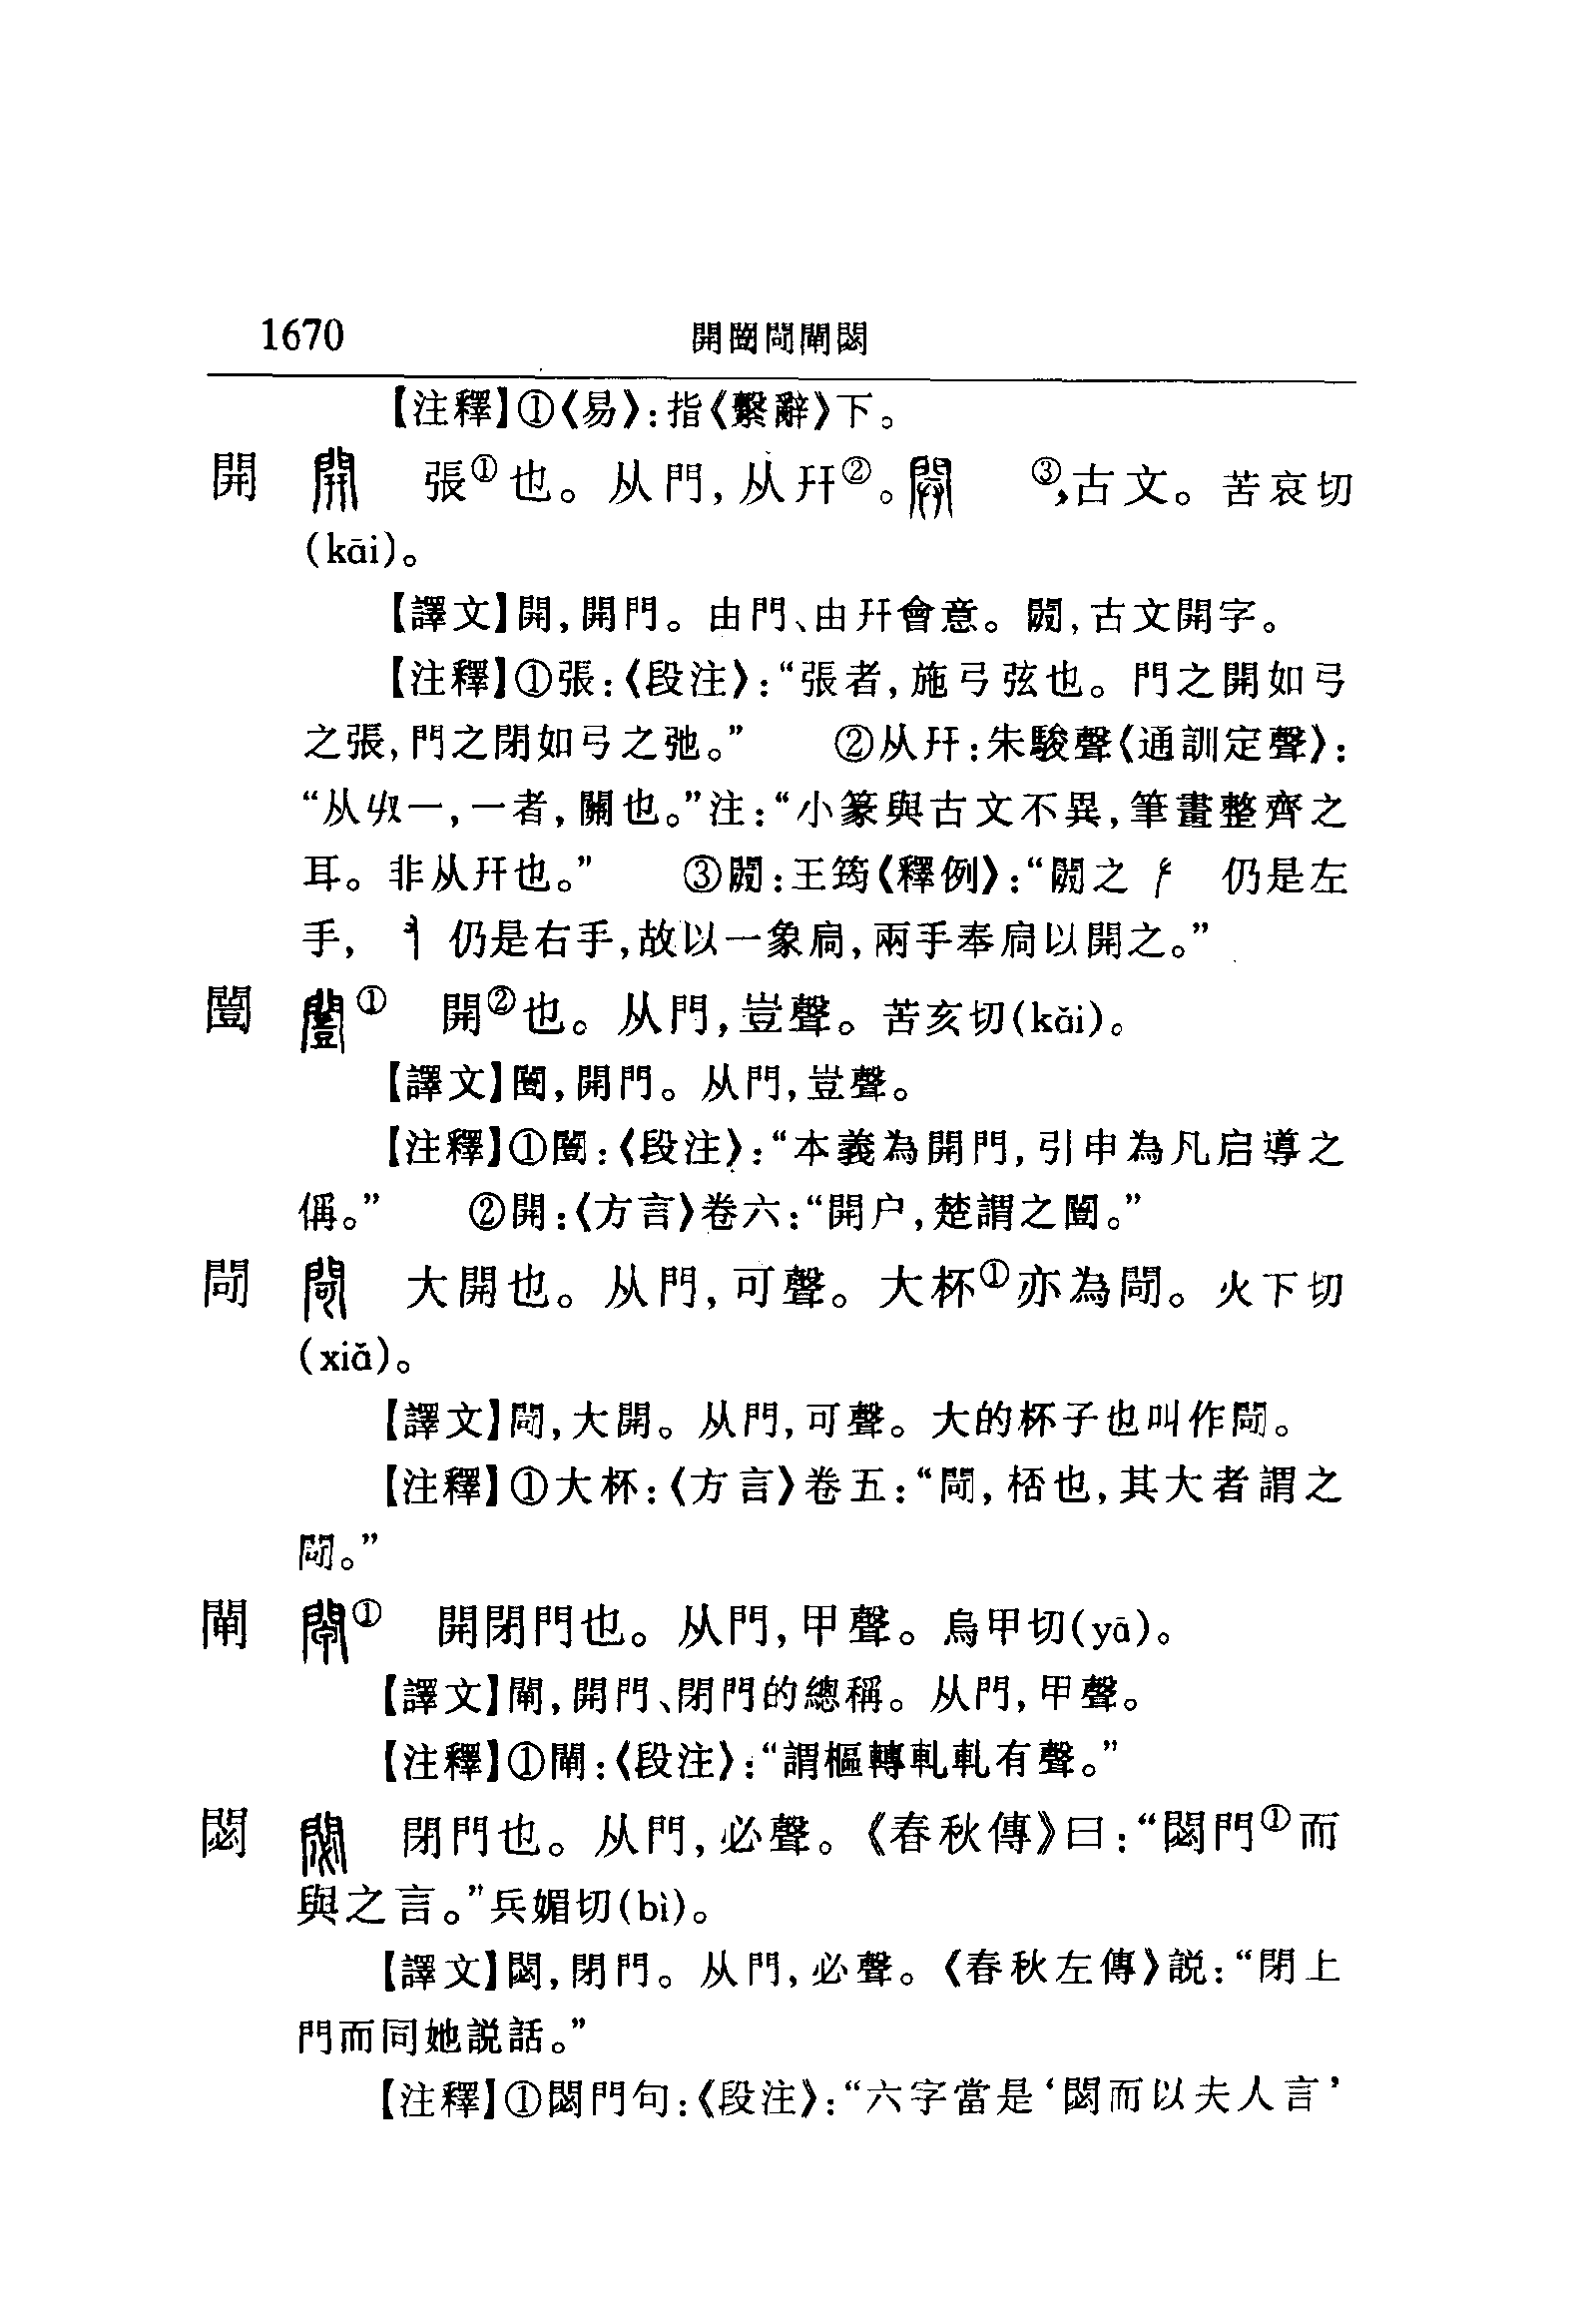 1670 開闓閜閘閟
【注釋】①《易》：指《繫辭》下。
開 張①也。从門，从幵②。 ③，古文。苦哀切
(kāi)。
【譯文】開，開門。由門、由幵會意。 ，古文開字。
【注釋】①張：《段注》：“張者，施弓弦也。門之開如弓
之張，門之閉如弓之弛。” ②从幵：朱駿聲《通訓定聲》：
“从𠬞一，一者，關也。”注：“小篆與古文不異，筆畫整齊之
耳。非从幵也。” ③ ：王筠《釋例》：“ 之 仍是左
手， 仍是右手，故以一象扃，兩手奉扃以開之。”
闓 ① 開②也。从門，豈聲。苦亥切(kǎi)。
【譯文】闓，開門。从門，豈聲。
【注釋】①闓：《段注》：“本義為開門，引申為凡启導之
偁。” ②開：《方言》卷六：“開户，楚謂之闓。”
閜 大開也。从門，可聲。大杯①亦為閜。火下切
(xiǎ)。
【譯文】閜，大開。从門，可聲。大的杯子也叫作閜。
【注釋】①大杯：《方言》卷五：“閜，桮也，其大者謂之
閜。”
閘 ① 開閉門也。从門，甲聲。烏甲切(yā)。
【譯文】閘，開門、閉門的總稱。从門，甲聲。
【注釋】①閘：《段注》：“謂樞轉軋軋有聲。”
閟 閉門也。从門，必聲。《春秋傳》曰：“閟門①而
與之言。”兵媚切(bì)。
【譯文】閟，閉門。从門，必聲。《春秋左傳》説：“閉上
門而同她説話。”
【注釋】①閟門句：《段注》：“六字當是‘閟而以夫人言’